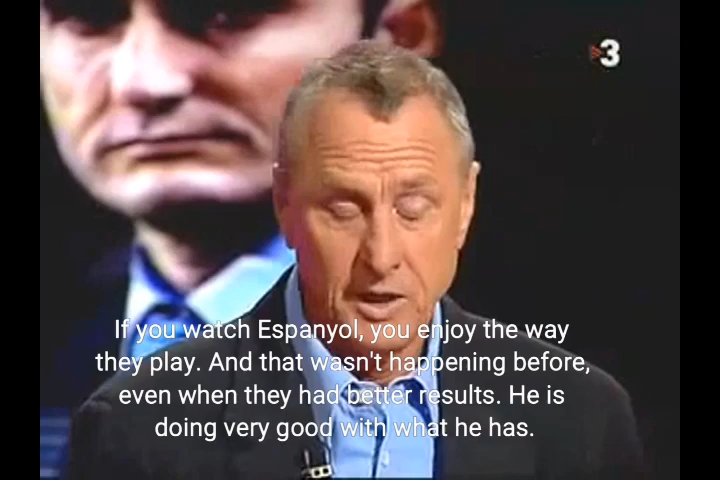 3
If you watch Espanyol, you enjoy the way
they play. And that wasn't happening before,
even when they had better results. He is
doing very good with what he has.